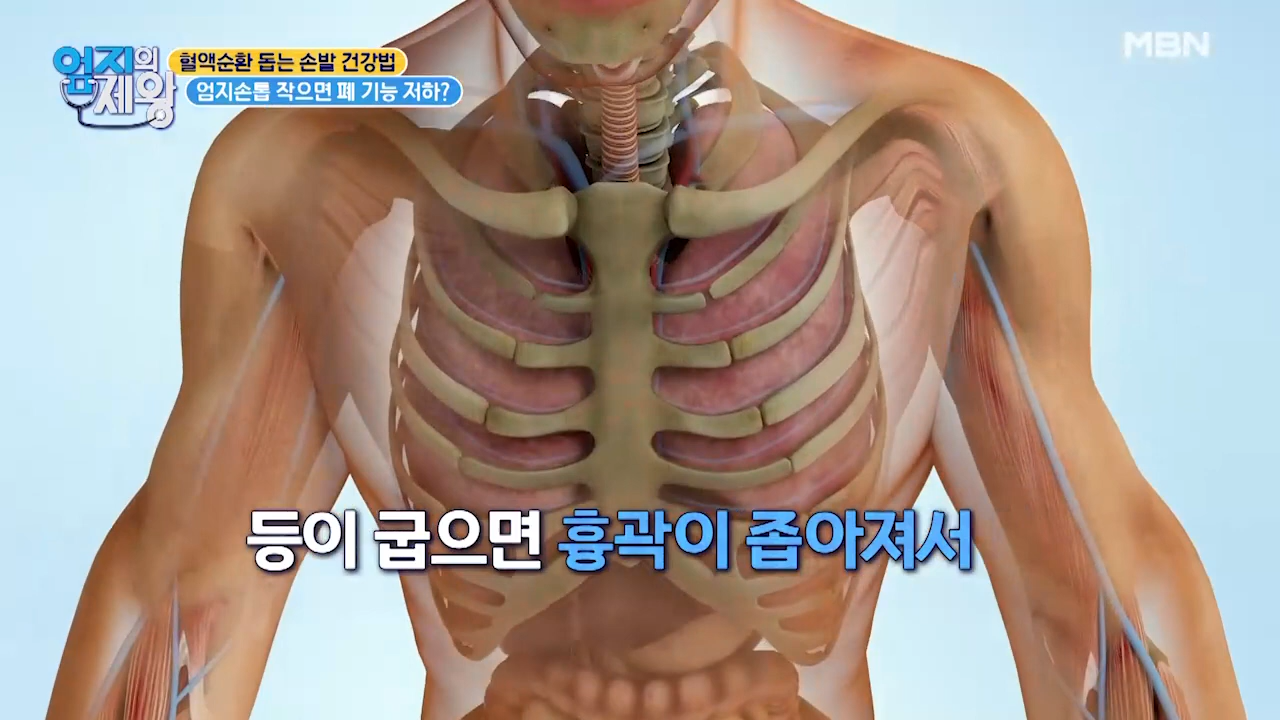 엄지의 제왕
혈액순환 돕는 손발 건강법
엄지손톱 작으면 폐 기능 저하?
MBN
등이 굽으면 흉곽이 좁아져서